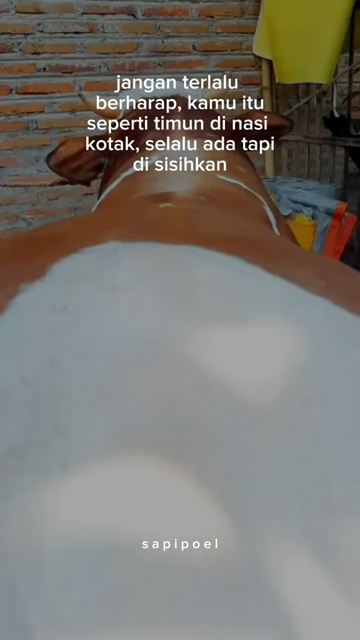 jangan terlalu
berharap, kamu itu
seperti timun di nasi
kotak, selalu ada tapi
di sisihkan
sapipoel